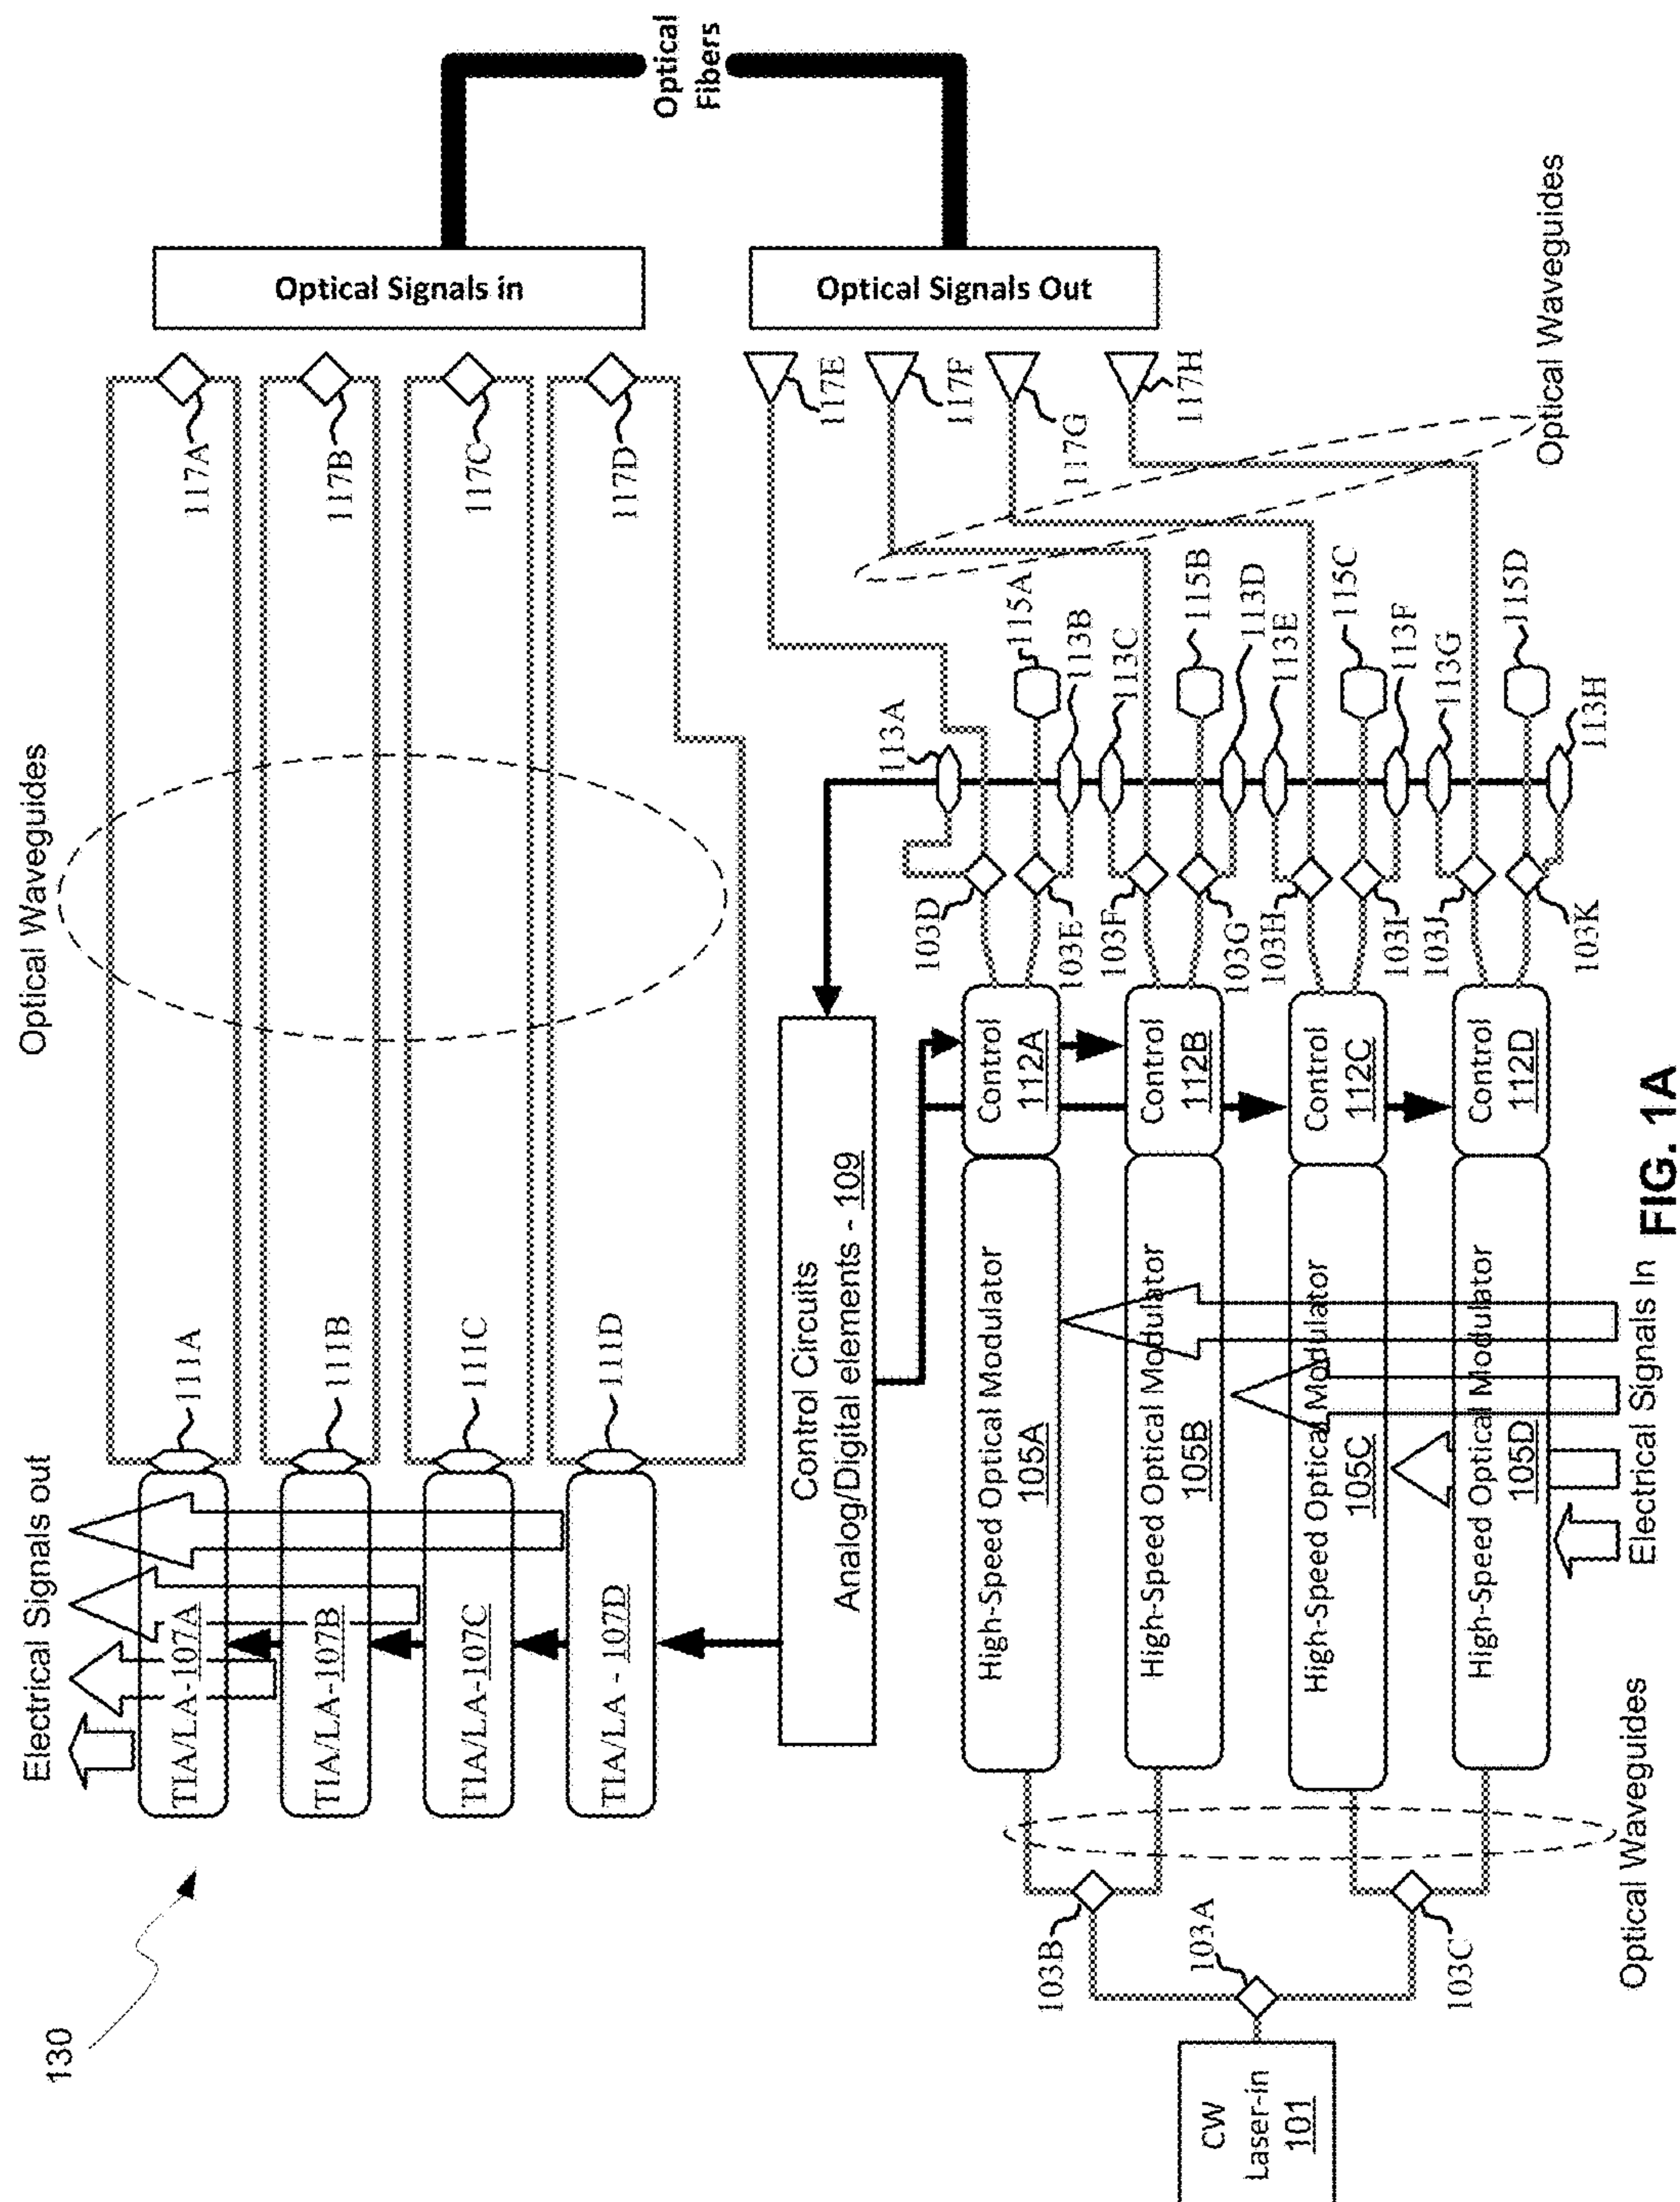 130
Electrical Signals out
Optical Waveguides
TIA/LA-107A
111A
117A
TIA/LA-107B
111B
117B
Optical Signals in
TIA/LA-107C
111C
117C
TIA/LA - 107D
111D
117D
Optical
Fibers
Control Circuits
Analog/Digital elements - 109
Optical Signals Out
117E
117F
117G
117H
CW
Laser-in
101
103A
103B
103C
High-Speed Optical Modulator
105A
Control
112A
103D
113A
103E
115A
113B
High-Speed Optical Modulator
105B
Control
112B
103F
113C
103G
115B
113D
High-Speed Optical Modulator
105C
Control
112C
103H
113E
103I
115C
113F
High-Speed Optical Modulator
105D
Control
112D
103J
113G
103K
115D
113H
Optical Waveguides
Electrical Signals In
Optical Waveguides
FIG. 1A